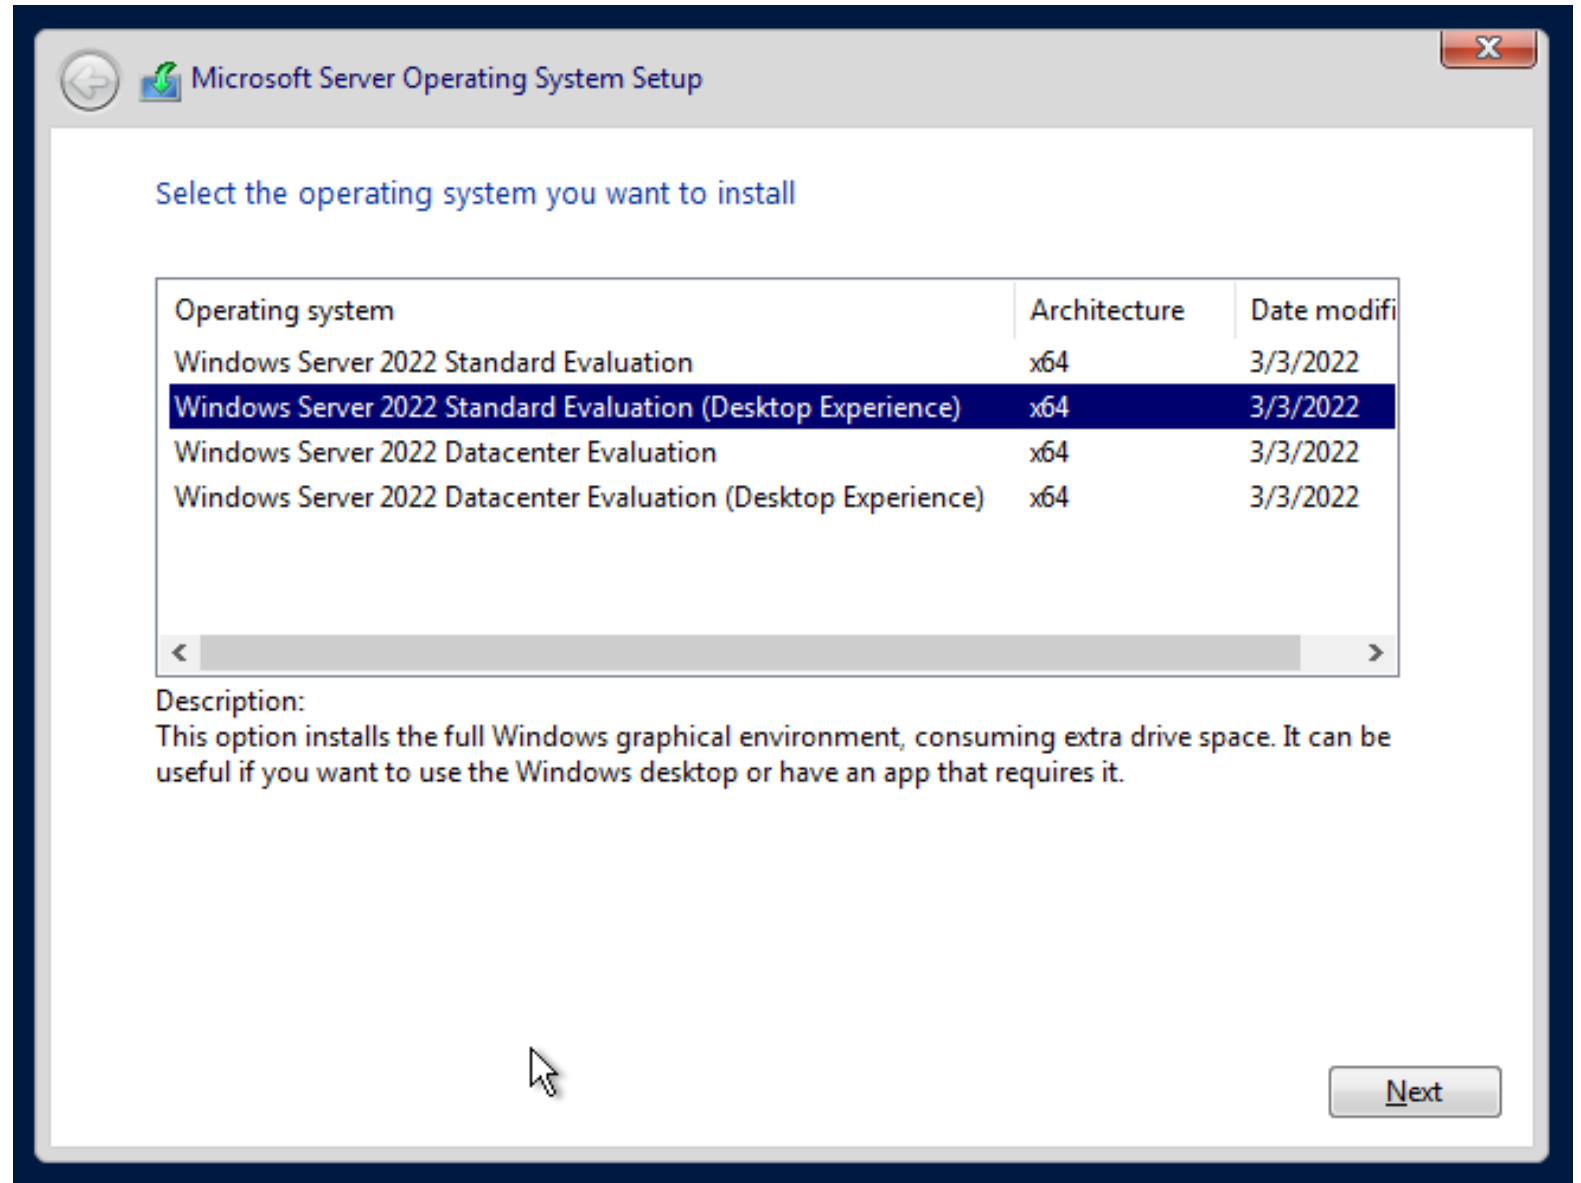 Microsoft Server Operating System Setup
Select the operating system you want to install
Operating system Architecture Date modifi
Windows Server 2022 Standard Evaluation x64 3/3/2022
Windows Server 2022 Standard Evaluation (Desktop Experience) x64 3/3/2022
Windows Server 2022 Datacenter Evaluation x64 3/3/2022
Windows Server 2022 Datacenter Evaluation (Desktop Experience) x64 3/3/2022
Description:
This option installs the full Windows graphical environment, consuming extra drive space. It can be
useful if you want to use the Windows desktop or have an app that requires it.
Next